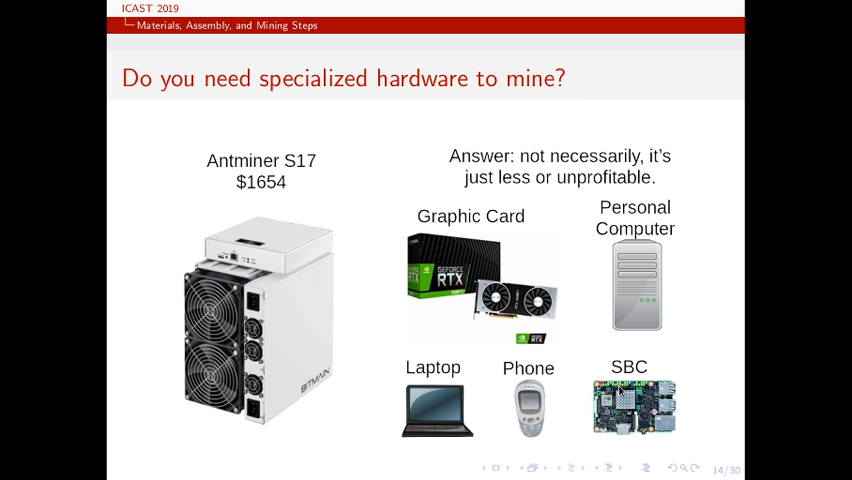 ICAST 2019
Materials, Assembly, and Mining Steps
Do you need specialized hardware to mine?
Antminer S17
$1654
Answer: not necessarily, it's
just less or unprofitable.
Graphic Card
Personal
Computer
GEFORCE
RTX
BITMAIN
Laptop
Phone
SBC
14/30